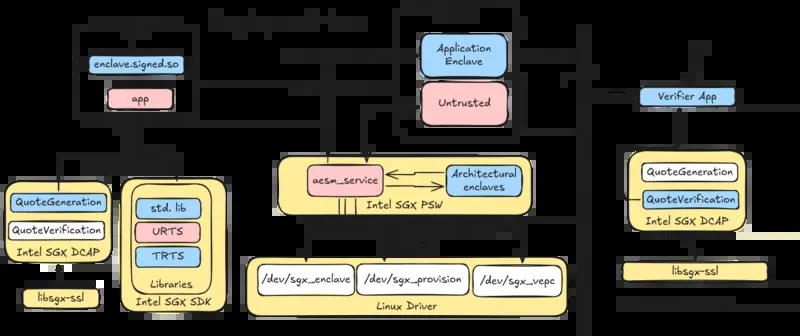 enclave.signed.so
app
Application
Enclave
Untrusted
Verifier App
aesm_service
Architectural
enclaves
Intel SGX PSW
QuoteGeneration
QuoteVerification
Intel SGX DCAP
libsgx-ssl
std. lib
URTS
TRTS
Libraries
Intel SGX SDK
/dev/sgx_enclave
/dev/sgx_provision
/dev/sgx_vepc
Linux Driver
QuoteGeneration
QuoteVerification
Intel SGX DCAP
libsgx-ssl